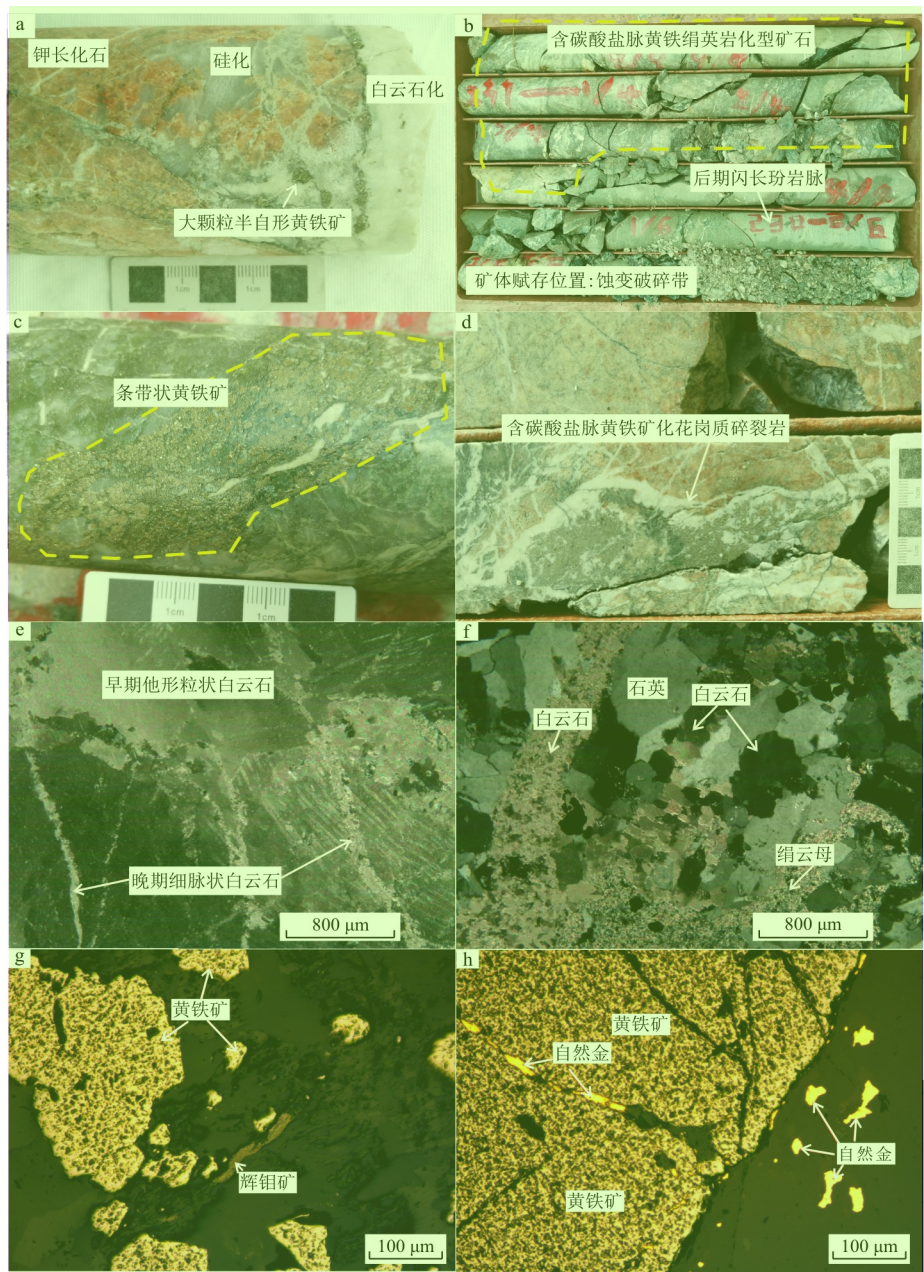 a
钾长化石
硅化
白云石化
大颗粒半自形黄铁矿
1cm
1cm
b
含碳酸盐脉黄铁绢英岩化型矿石
后期闪长玢岩脉
矿体赋存位置:蚀变破碎带
c
条带状黄铁矿
1cm
1cm
d
含碳酸盐脉黄铁矿化花岗质碎裂岩
e
早期他形粒状白云石
晚期细脉状白云石
800 μm
f
石英
白云石
白云石
绢云母
800 μm
g
黄铁矿
辉钼矿
100 μm
h
黄铁矿
自然金
自然金
黄铁矿
100 μm